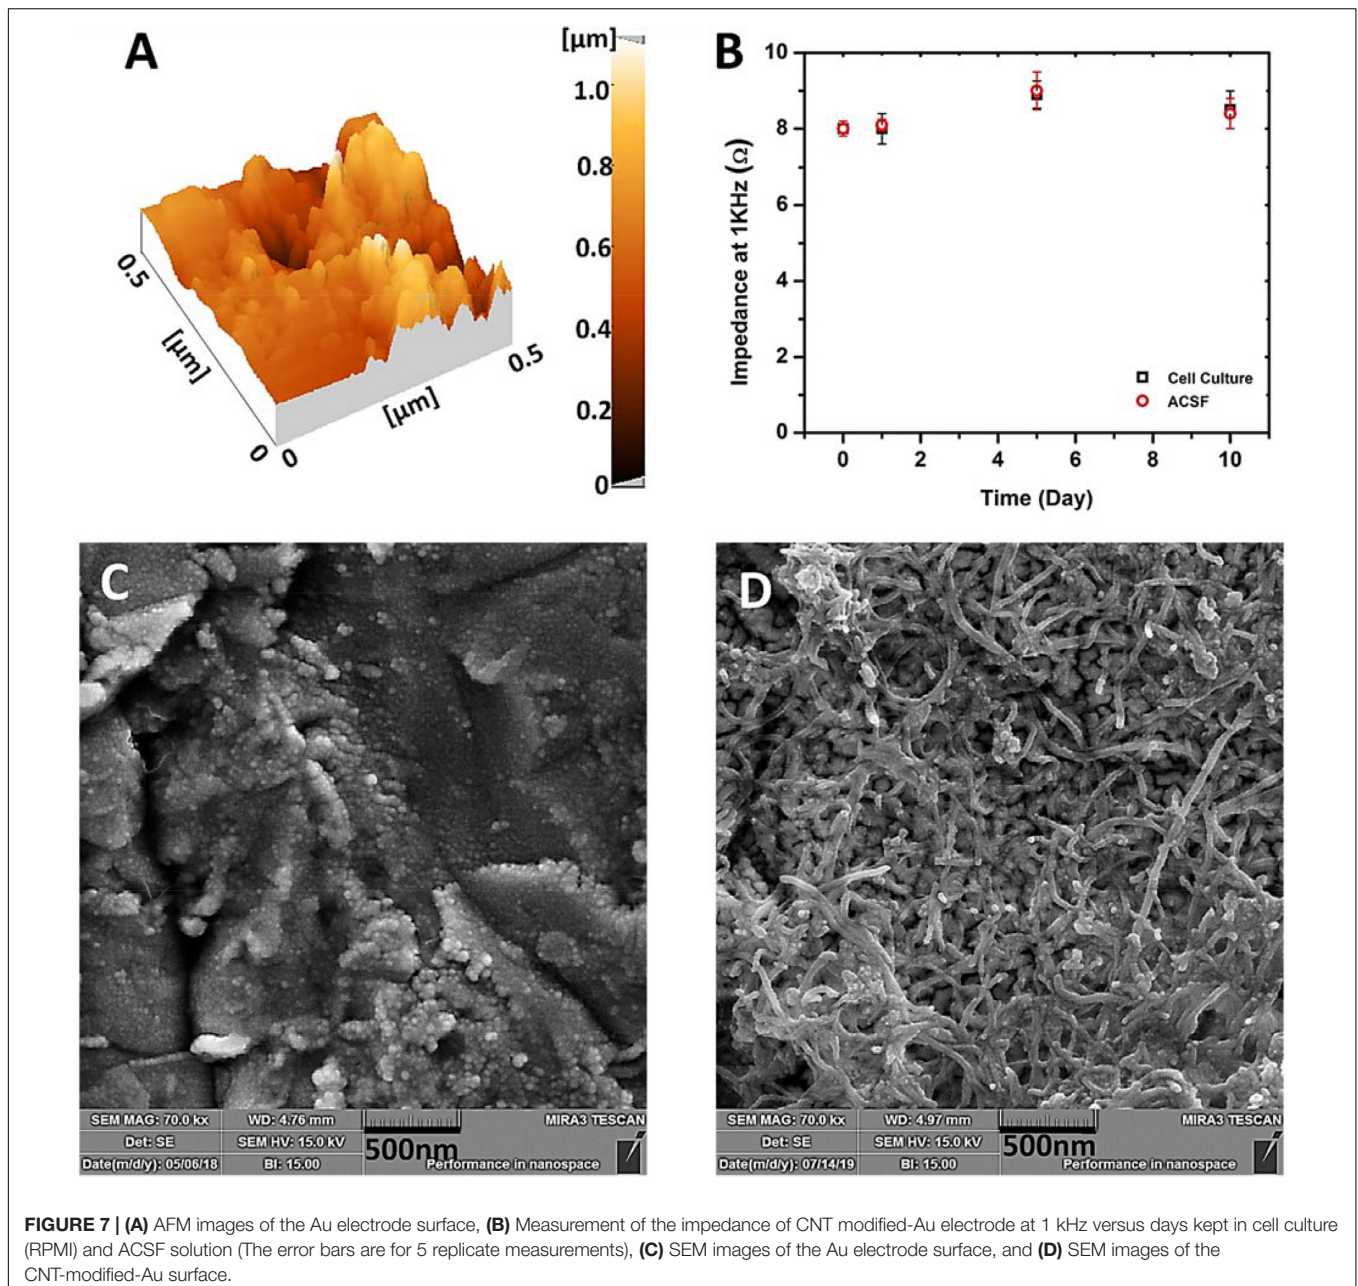 A
[µm]
1.0
0.8
0.6
0.4
0.2
0
0.5
[µm]
0
0
[µm]
0.5
B
10
8
6
4
2
0
Impedance at 1KHz (Ω)
Cell Culture
ACSF
0 2 4 6 8 10
Time (Day)
C
SEM MAG: 70.0 kx WD: 4.76 mm MIRA3 TESCAN
Det: SE SEM HV: 15.0 kV 500nm
Date(m/d/y): 05/06/18 BI: 15.00 Performance in nanospace
D
SEM MAG: 70.0 kx WD: 4.97 mm MIRA3 TESCAN
Det: SE SEM HV: 15.0 kV 500nm
Date(m/d/y): 07/14/19 BI: 15.00 Performance in nanospace
FIGURE 7 | (A) AFM images of the Au electrode surface, (B) Measurement of the impedance of CNT modified-Au electrode at 1 kHz versus days kept in cell culture
(RPMI) and ACSF solution (The error bars are for 5 replicate measurements), (C) SEM images of the Au electrode surface, and (D) SEM images of the
CNT-modified-Au surface.